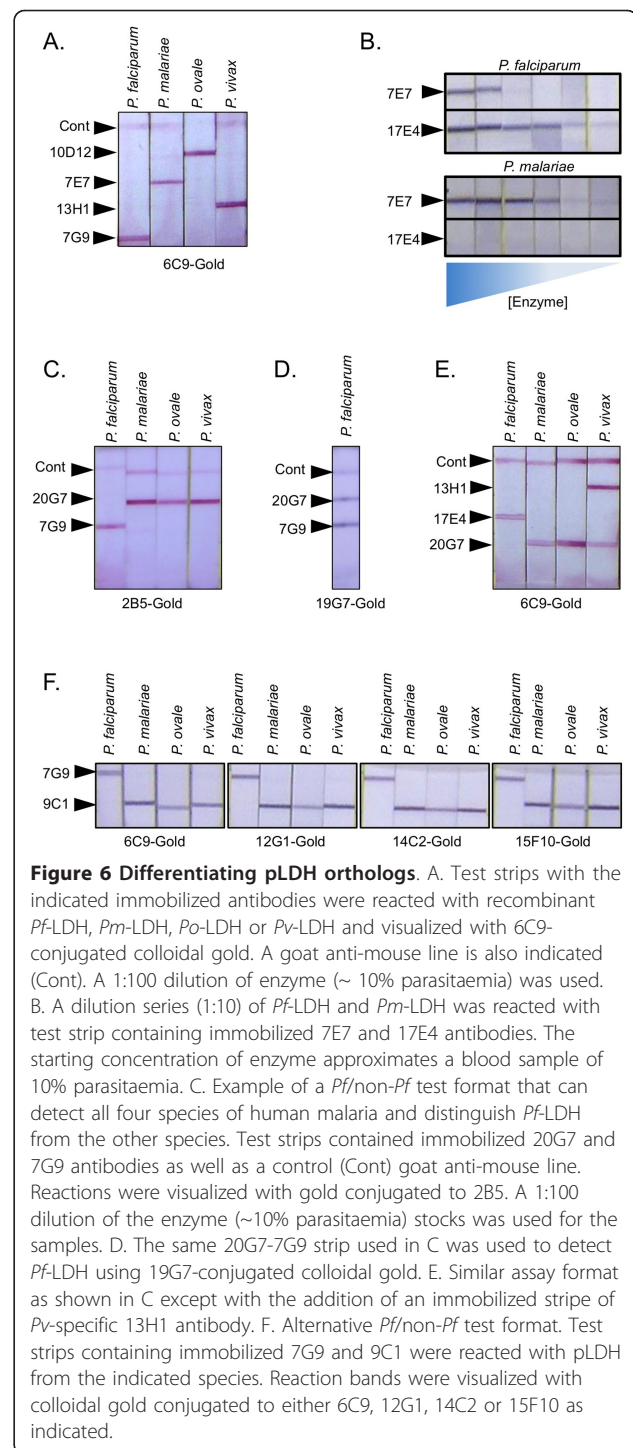 A.
P. falciparum
P. malariae
P. ovale
P. vivax
Cont
10D12
7E7
13H1
7G9
6C9-Gold
B.
P. falciparum
7E7
17E4
P. malariae
7E7
17E4
[Enzyme]
C.
P. falciparum
P. malariae
P. ovale
P. vivax
Cont
20G7
7G9
2B5-Gold
D.
P. falciparum
Cont
20G7
7G9
19G7-Gold
E.
P. falciparum
P. malariae
P. ovale
P. vivax
Cont
13H1
17E4
20G7
6C9-Gold
F.
P. falciparum
P. malariae
P. ovale
P. vivax
P. falciparum
P. malariae
P. ovale
P. vivax
P. falciparum
P. malariae
P. ovale
P. vivax
P. falciparum
P. malariae
P. ovale
P. vivax
7G9
9C1
6C9-Gold
12G1-Gold
14C2-Gold
15F10-Gold
Figure 6 Differentiating pLDH orthologs. A. Test strips with the
indicated immobilized antibodies were reacted with recombinant
Pf-LDH, Pm-LDH, Po-LDH or Pv-LDH and visualized with 6C9-
conjugated colloidal gold. A goat anti-mouse line is also indicated
(Cont). A 1:100 dilution of enzyme (~ 10% parasitaemia) was used.
B. A dilution series (1:10) of Pf-LDH and Pm-LDH was reacted with
test strip containing immobilized 7E7 and 17E4 antibodies. The
starting concentration of enzyme approximates a blood sample of
10% parasitaemia. C. Example of a Pf/non-Pf test format that can
detect all four species of human malaria and distinguish Pf-LDH
from the other species. Test strips contained immobilized 20G7 and
7G9 antibodies as well as a control (Cont) goat anti-mouse line.
Reactions were visualized with gold conjugated to 2B5. A 1:100
dilution of the enzyme (~10% parasitaemia) stocks was used for the
samples. D. The same 20G7-7G9 strip used in C was used to detect
Pf-LDH using 19G7-conjugated colloidal gold. E. Similar assay format
as shown in C except with the addition of an immobilized stripe of
Pv-specific 13H1 antibody. F. Alternative Pf/non-Pf test format. Test
strips containing immobilized 7G9 and 9C1 were reacted with pLDH
from the indicated species. Reaction bands were visualized with
colloidal gold conjugated to either 6C9, 12G1, 14C2 or 15F10 as
indicated.